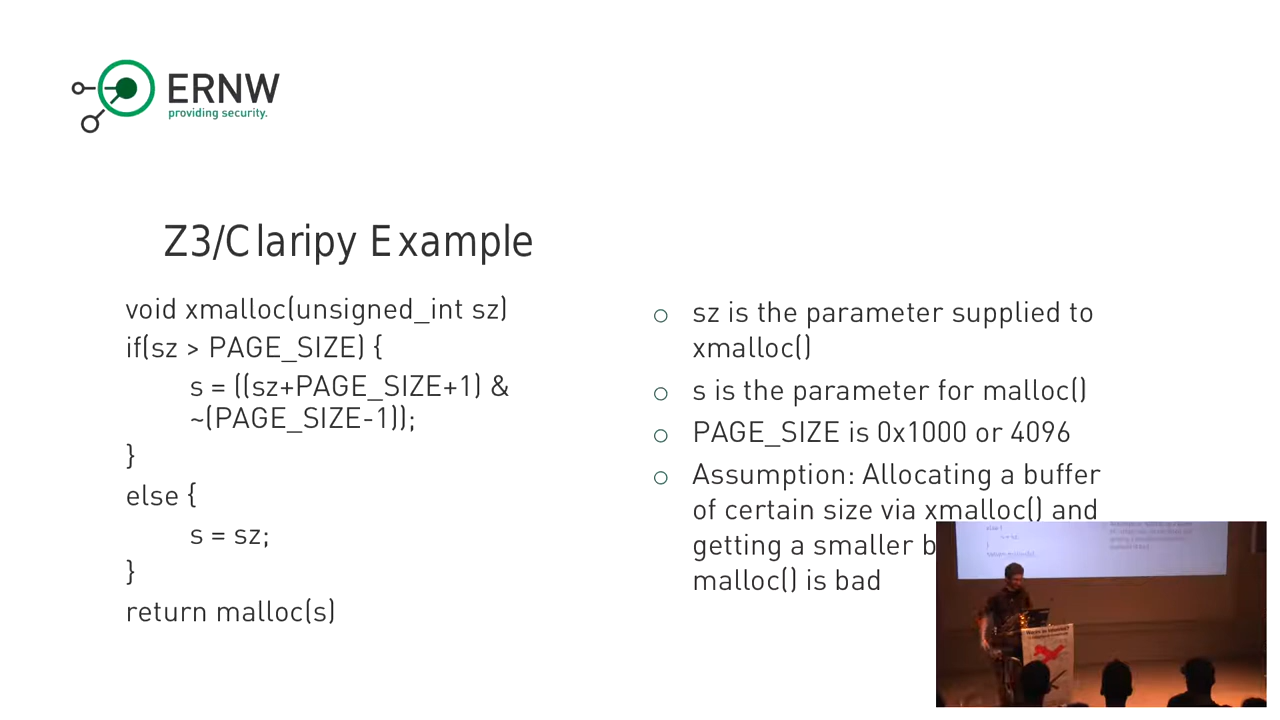 ERNW
providing security.
Z3/Claripy Example
void xmalloc(unsigned_int sz)
if(sz > PAGE_SIZE) {
s = ((sz+PAGE_SIZE+1) &
~(PAGE_SIZE-1));
}
else {
s = sz;
}
return malloc(s)
sz is the parameter supplied to
xmalloc()
s is the parameter for malloc()
PAGE_SIZE is 0x1000 or 4096
Assumption: Allocating a buffer
of certain size via xmalloc() and
getting a smaller
malloc() is bad